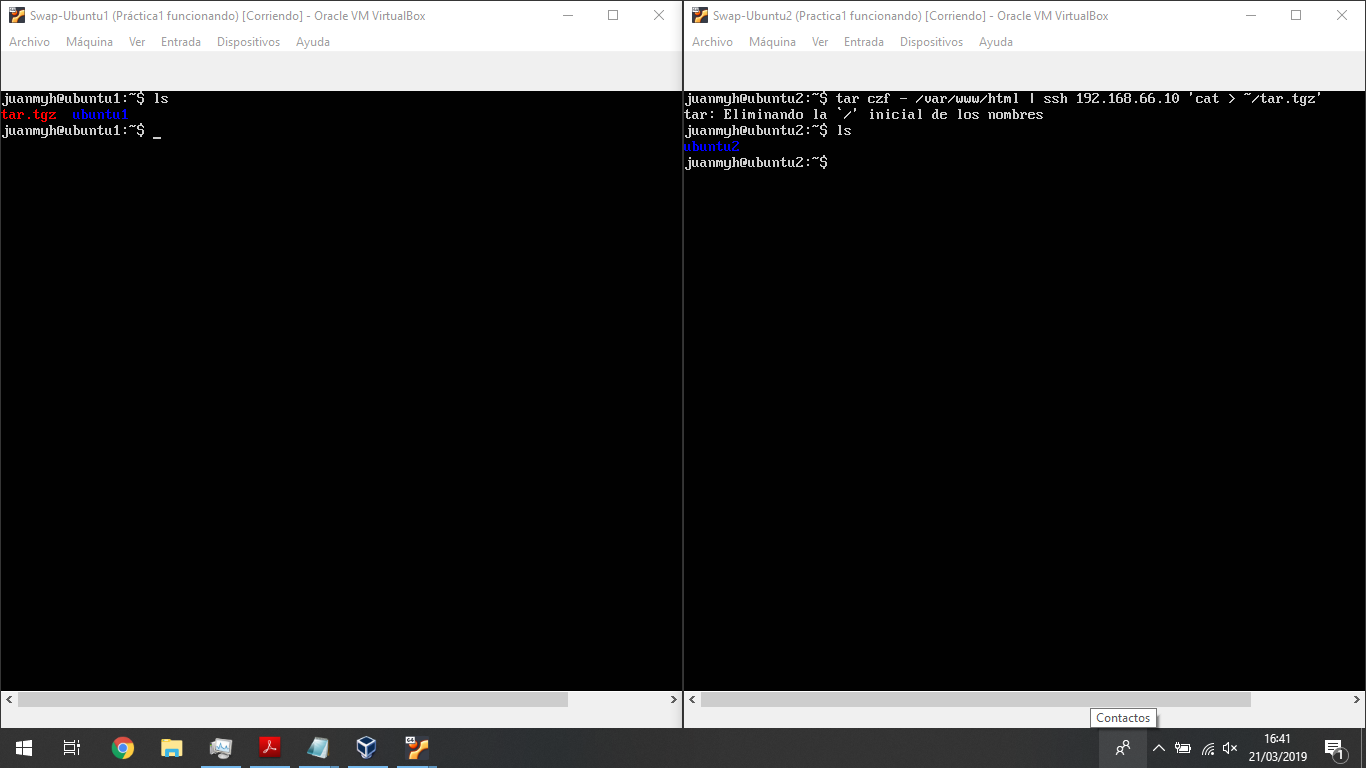 Swap-Ubuntu1 (Práctica1 funcionando) [Corriendo] - Oracle VM VirtualBox
Archivo Máquina Ver Entrada Dispositivos Ayuda
juanmyh@ubuntu1:~$ ls
tar.tgz ubuntu1
juanmyh@ubuntu1:~$ _
Swap-Ubuntu2 (Practica1 funcionando) [Corriendo] - Oracle VM VirtualBox
Archivo Máquina Ver Entrada Dispositivos Ayuda
juanmyh@ubuntu2:~$ tar czf - /var/www/html | ssh 192.168.66.10 'cat > ~/tar.tgz'
tar: Eliminando la `/' inicial de los nombres
juanmyh@ubuntu2:~$ ls
ubuntu2
juanmyh@ubuntu2:~$
Contactos
16:41
21/03/2019
1